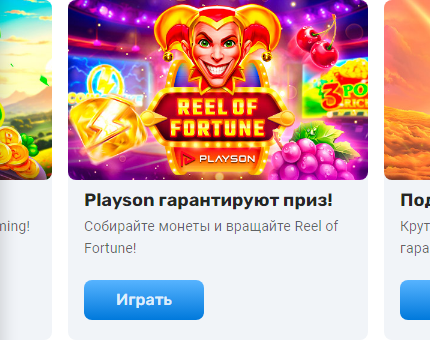 REEL OF
FORTUNE
PLAYSON
3 PO
RICH
Playson гарантируют приз!
Собирайте монеты и вращайте Reel of
Fortune!
Играть
ming!
Под
Крут
гара